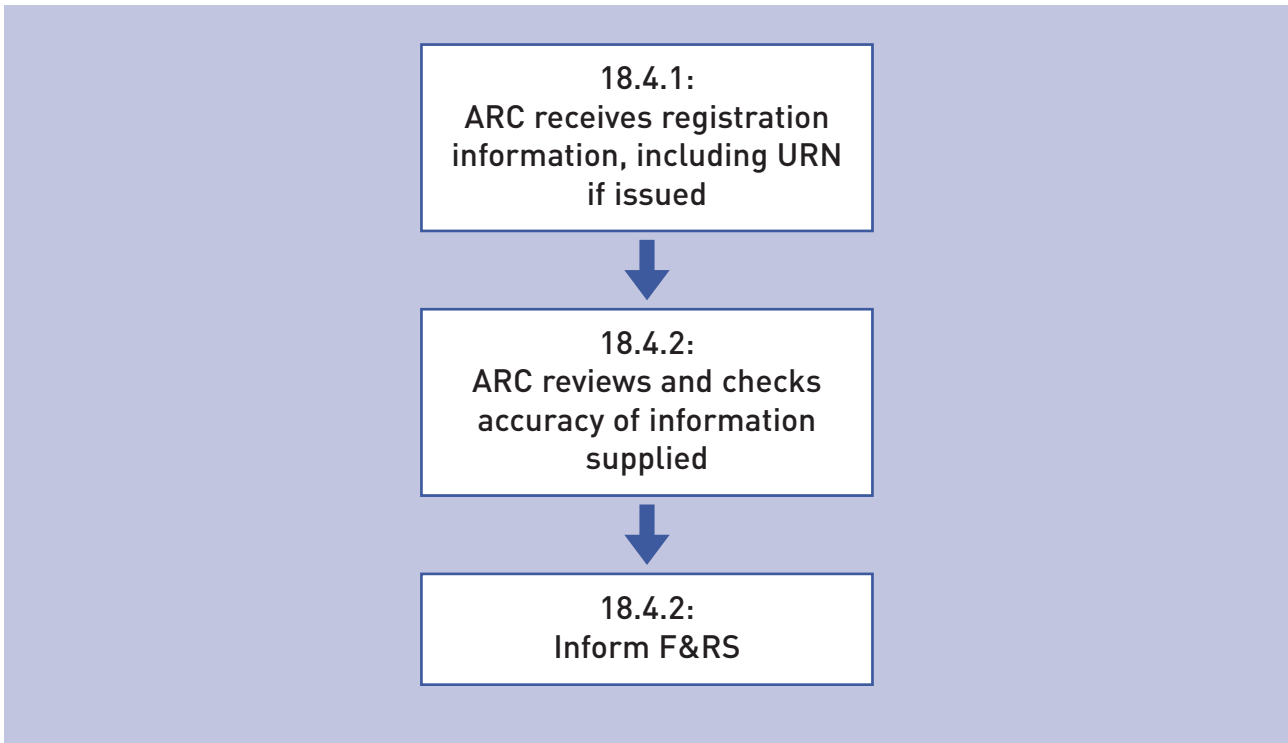 18.4.1:
ARC receives registration
information, including URN
if issued
18.4.2:
ARC reviews and checks
accuracy of information
supplied
18.4.2:
Inform F&RS